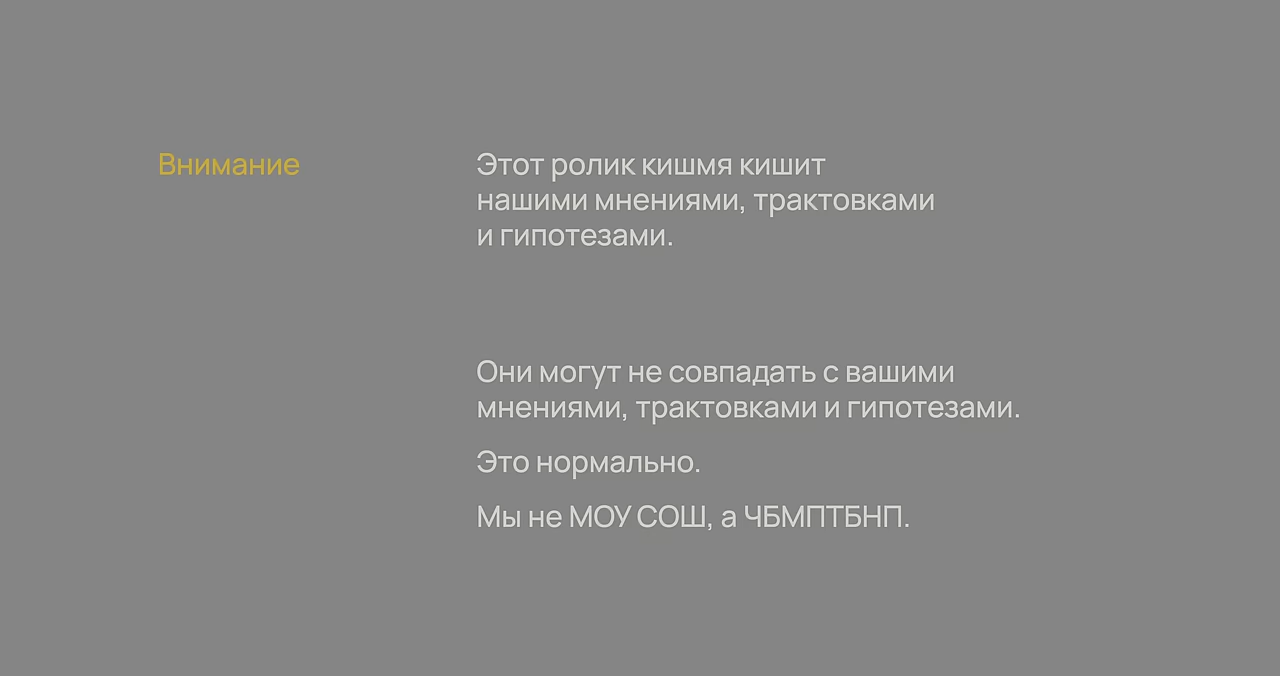 Внимание
Этот ролик кишмя кишит
нашими мнениями, трактовками
и гипотезами.
Они могут не совпадать с вашими
мнениями, трактовками и гипотезами.
Это нормально.
Мы не МОУ СОШ, а ЧБМПТБНП.